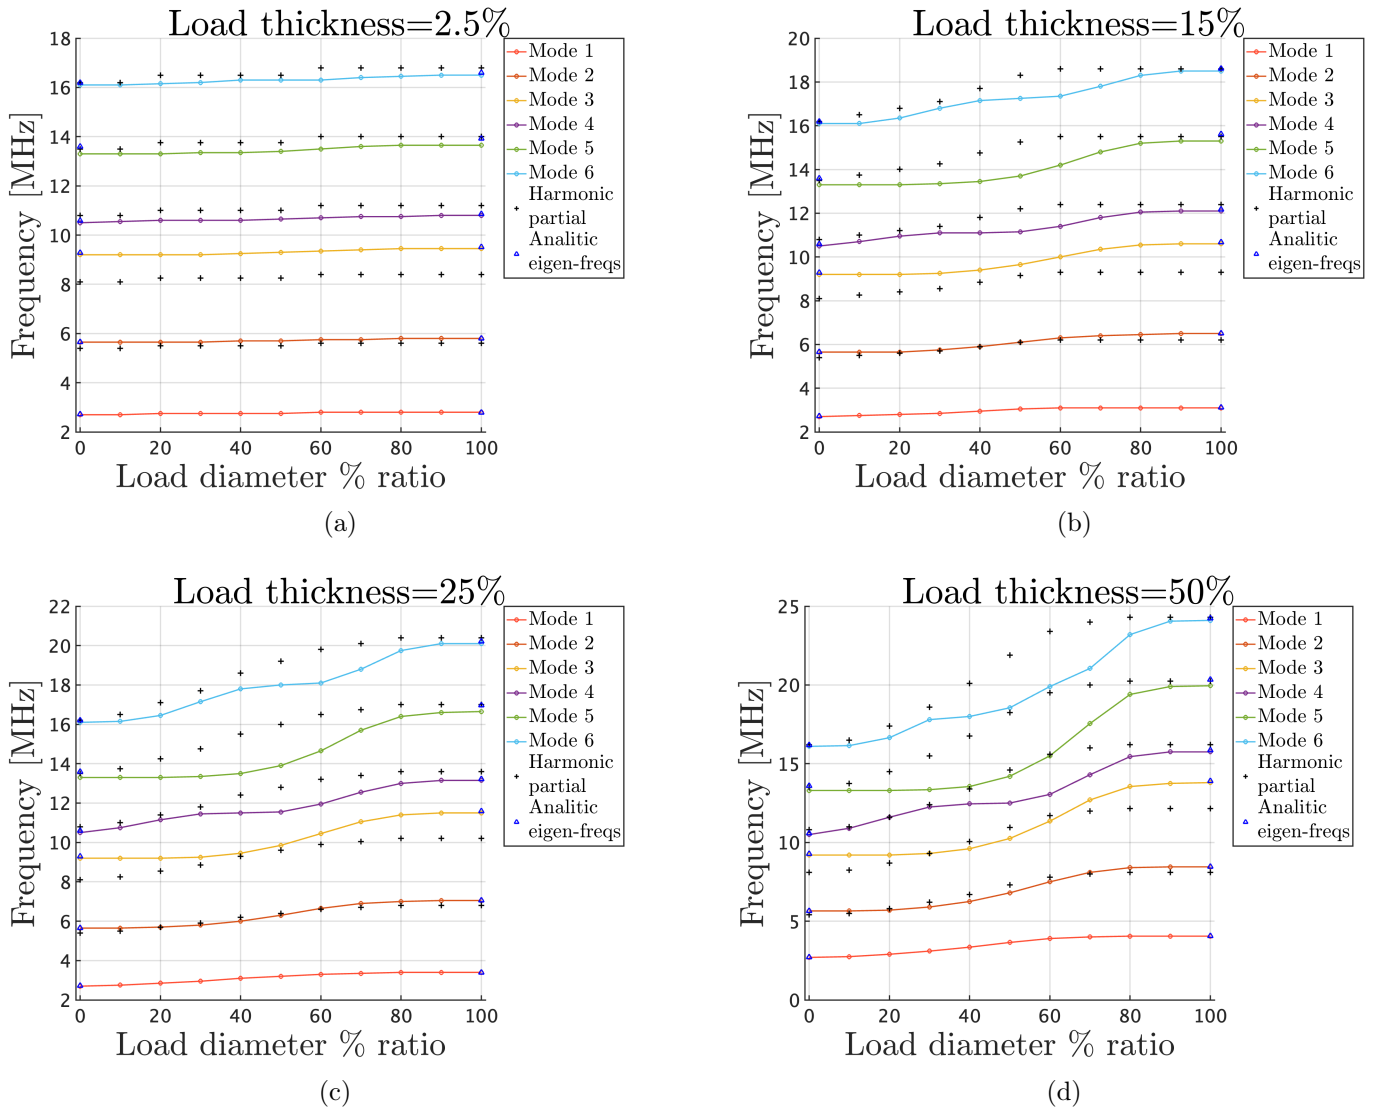 Load thickness=2.5%
18
16
14
12
10
8
6
4
2
Frequency [MHz]
0 20 40 60 80 100
Load diameter % ratio
Mode 1
Mode 2
Mode 3
Mode 4
Mode 5
Mode 6
Harmonic
partial
Analitic
eigen-freqs
(a)
Load thickness=15%
20
18
16
14
12
10
8
6
4
2
Frequency [MHz]
0 20 40 60 80 100
Load diameter % ratio
Mode 1
Mode 2
Mode 3
Mode 4
Mode 5
Mode 6
Harmonic
partial
Analitic
eigen-freqs
(b)
Load thickness=25%
22
20
18
16
14
12
10
8
6
4
2
Frequency [MHz]
0 20 40 60 80 100
Load diameter % ratio
Mode 1
Mode 2
Mode 3
Mode 4
Mode 5
Mode 6
Harmonic
partial
Analitic
eigen-freqs
(c)
Load thickness=50%
25
20
15
10
5
0
Frequency [MHz]
0 20 40 60 80 100
Load diameter % ratio
Mode 1
Mode 2
Mode 3
Mode 4
Mode 5
Mode 6
Harmonic
partial
Analitic
eigen-freqs
(d)